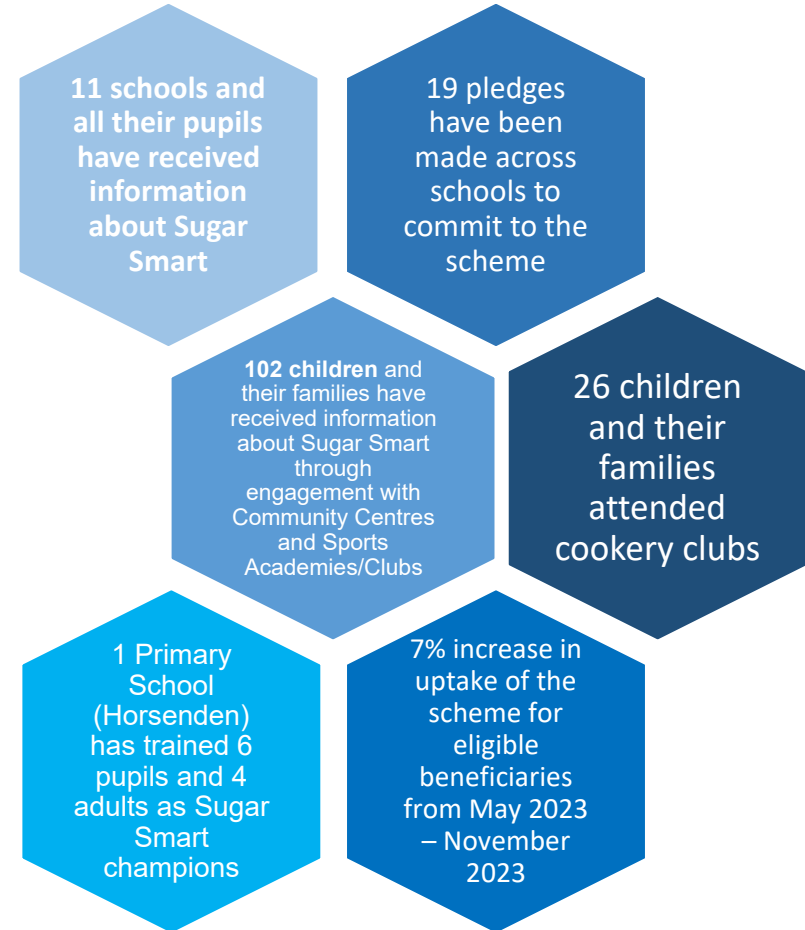 11 schools and
all their pupils
have received
information
about Sugar
Smart
19 pledges
have been
made across
schools to
commit to the
scheme
102 children and
their families have
received information
about Sugar Smart
through
engagement with
Community Centres
and Sports
Academies/Clubs
26 children
and their
families
attended
cookery clubs
1 Primary
School
(Horsenden)
has trained 6
pupils and 4
adults as Sugar
Smart
champions
7% increase in
uptake of the
scheme for
eligible
beneficiaries
from May 2023
– November
2023